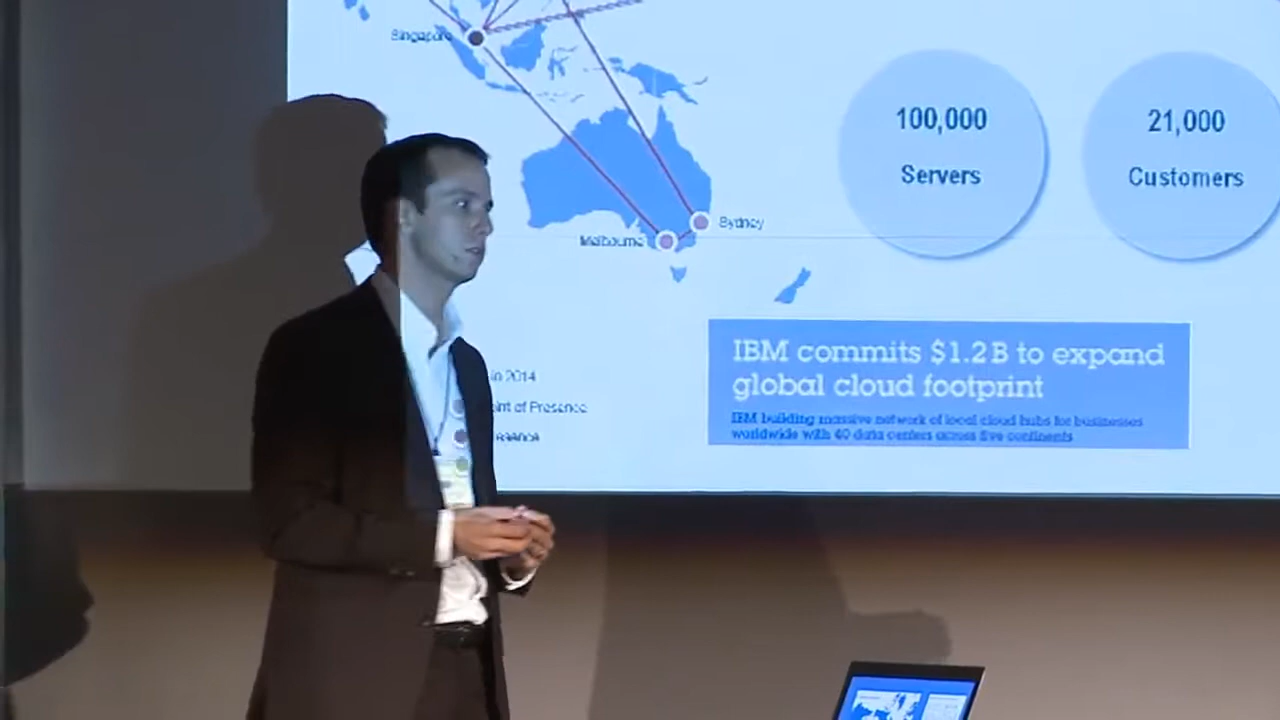 Singapore
100,000
Servers
21,000
Customers
Sydney
Melbourne
IBM commits $1.2B to expand
global cloud footprint
IBM building massive network of local cloud hubs for businesses
worldwide with 40 data centers across five continents
in 2014
of Presence